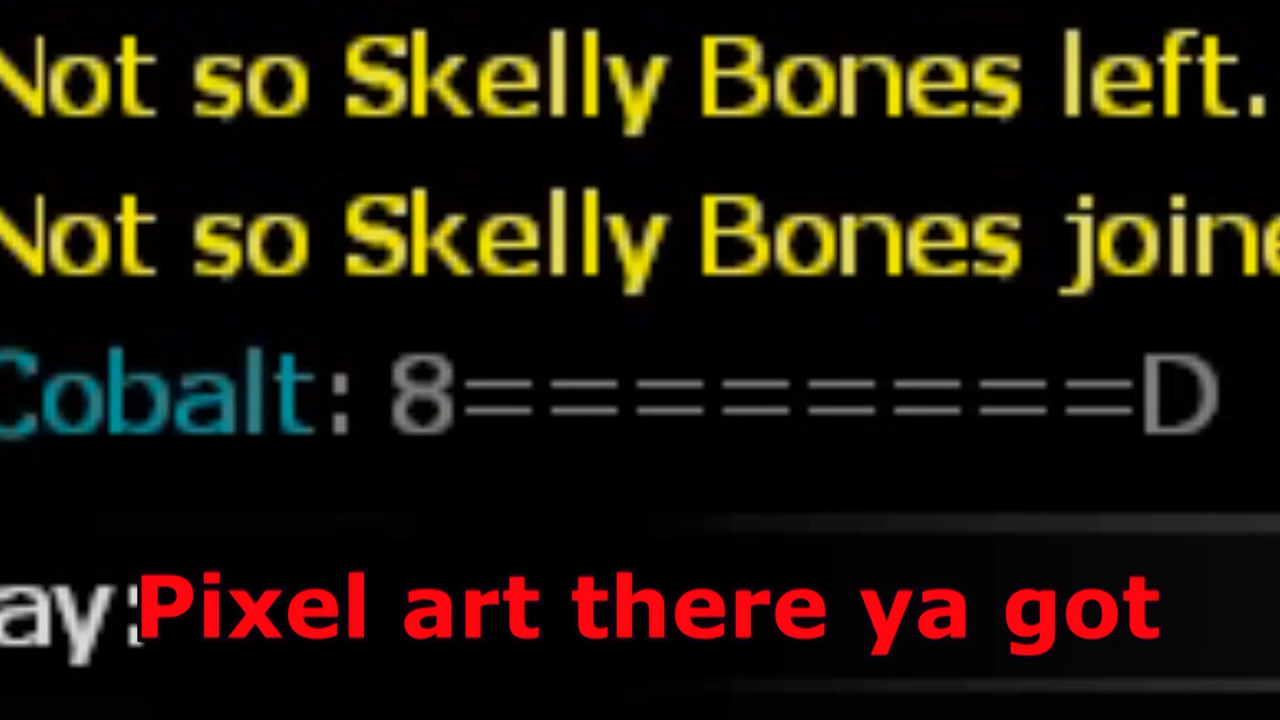 Not so Skelly Bones left.
Not so Skelly Bones joine
Cobalt: 8========D
ay:
Pixel art there ya got